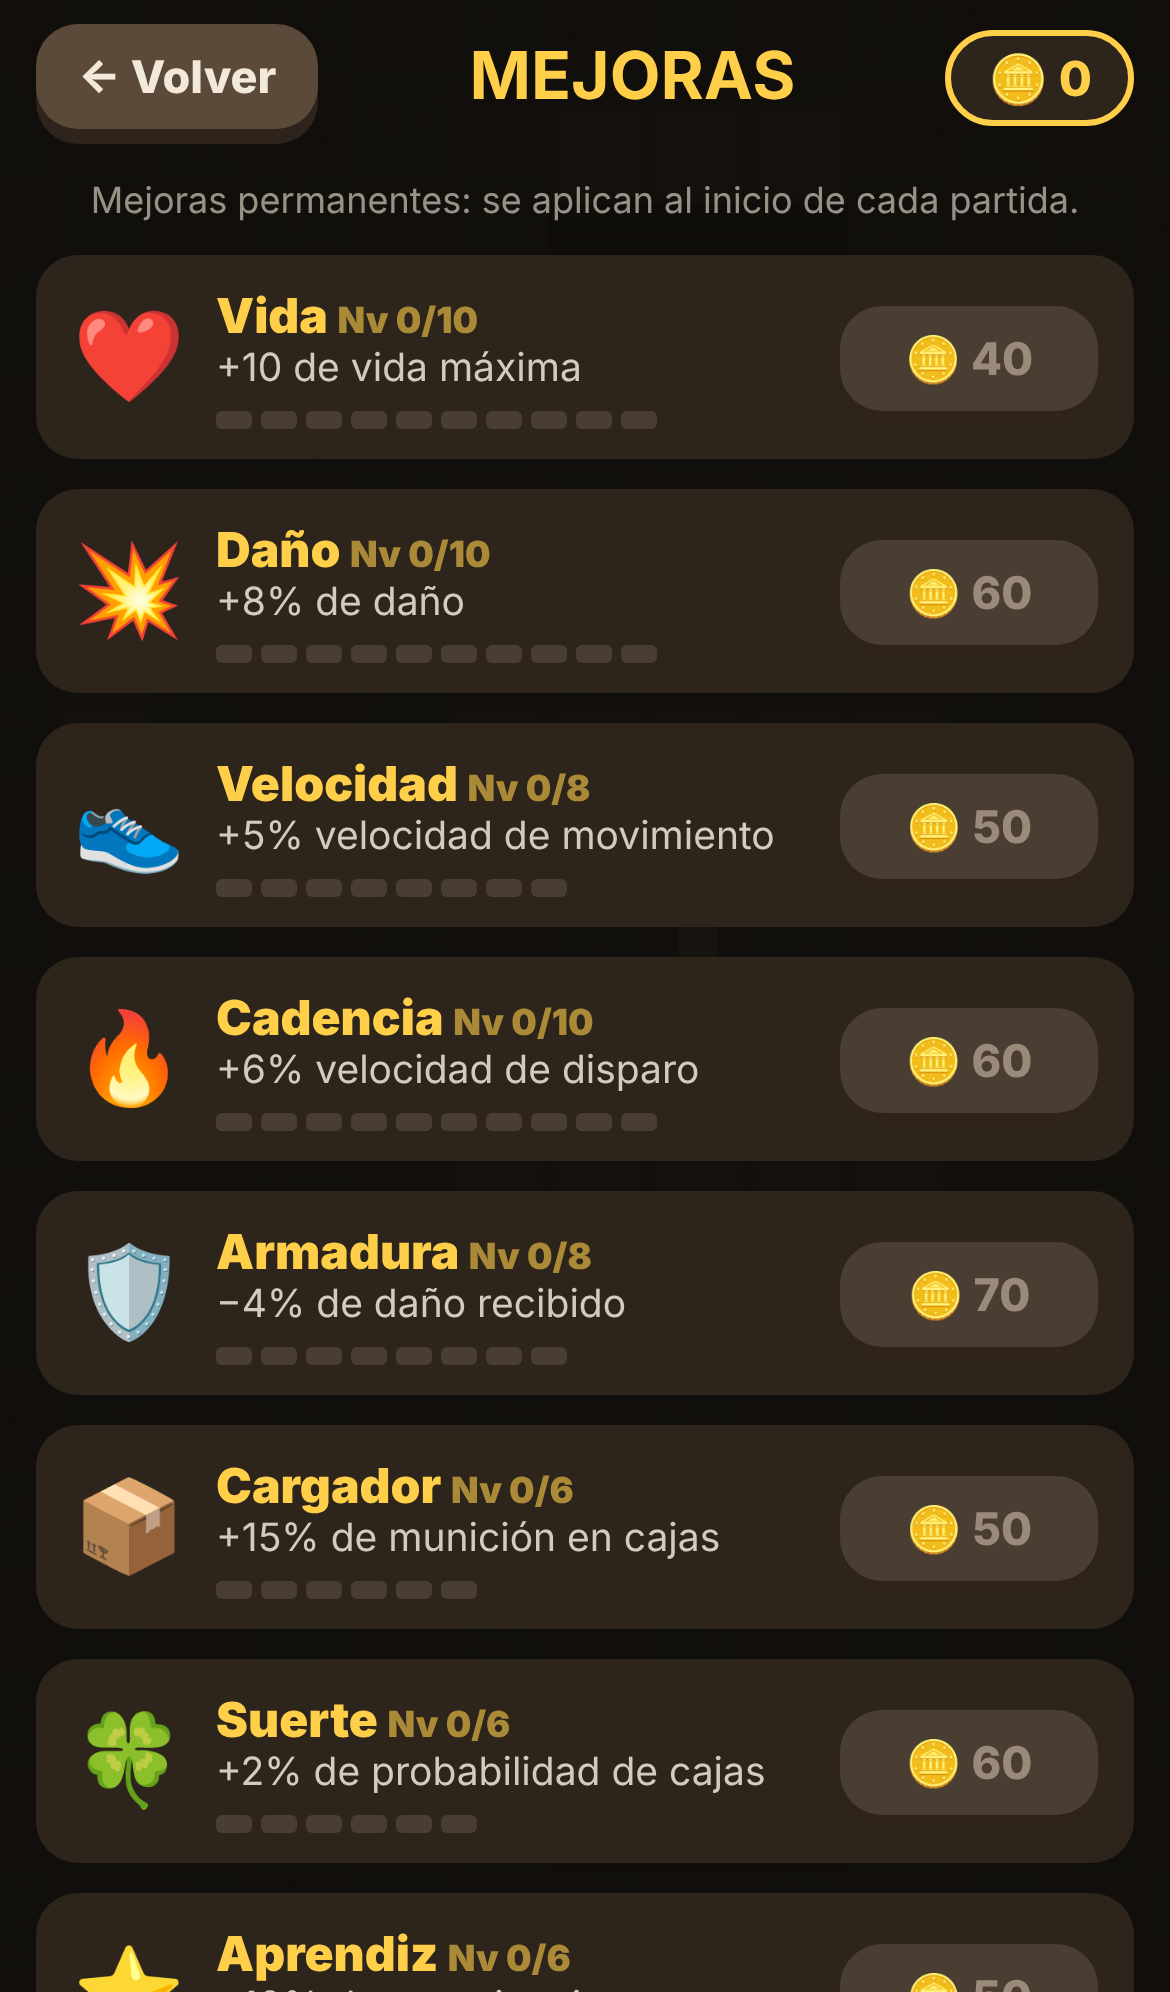 ← Volver
MEJORAS
0
Mejoras permanentes: se aplican al inicio de cada partida.
Vida Nv 0/10
+10 de vida máxima
40
Daño Nv 0/10
+8% de daño
60
Velocidad Nv 0/8
+5% velocidad de movimiento
50
Cadencia Nv 0/10
+6% velocidad de disparo
60
Armadura Nv 0/8
−4% de daño recibido
70
Cargador Nv 0/6
+15% de munición en cajas
50
Suerte Nv 0/6
+2% de probabilidad de cajas
60
Aprendiz Nv 0/6
50